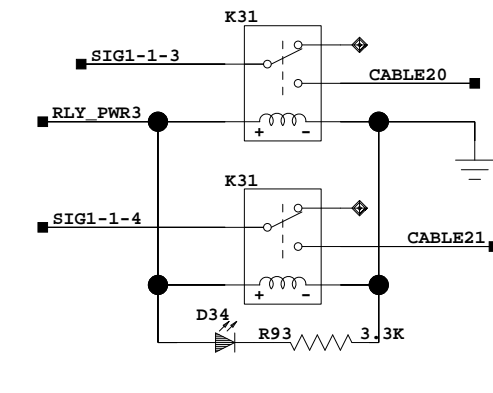 K31
SIG1-1-3
CABLE20
RLY_PWR3
+ -
K31
SIG1-1-4
CABLE21
+ -
D34
R93 3.3K